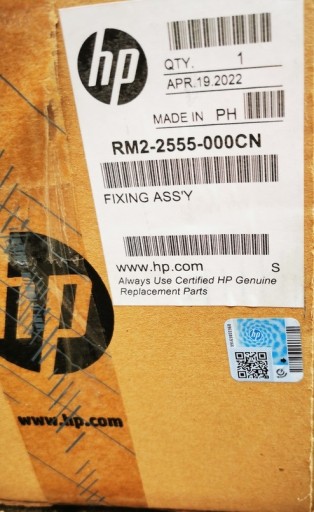 hp
QTY. 1
APR.19.2022
MADE IN PH
RM2-2555-000CN
FIXING ASS'Y
www.hp.com S
Always Use Certified HP Genuine
Replacement Parts
hp
hp
www.hp.com